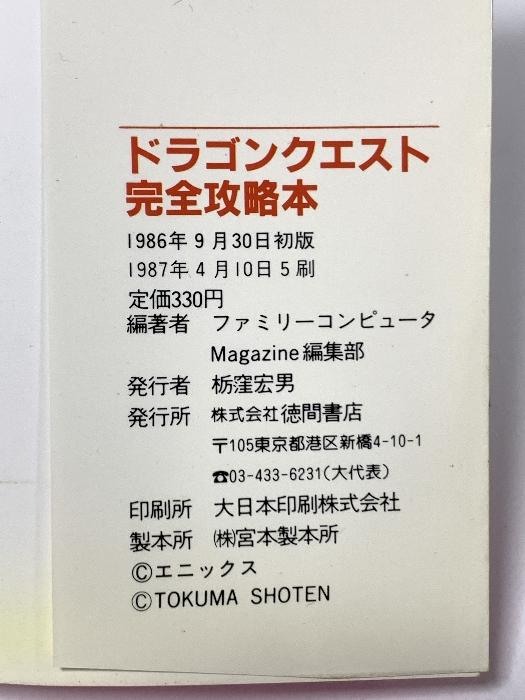 ドラゴンクエスト
完全攻略本
1986年9月30日初版
1987年4月10日5刷
定価330円
編著者 ファミリーコンピュータ
Magazine編集部
発行者 栃窪宏男
発行所 株式会社徳間書店
〒105東京都港区新橋4-10-1
☎03-433-6231(大代表)
印刷所 大日本印刷株式会社
製本所 ㈱宮本製本所
©エニックス
©TOKUMA SHOTEN